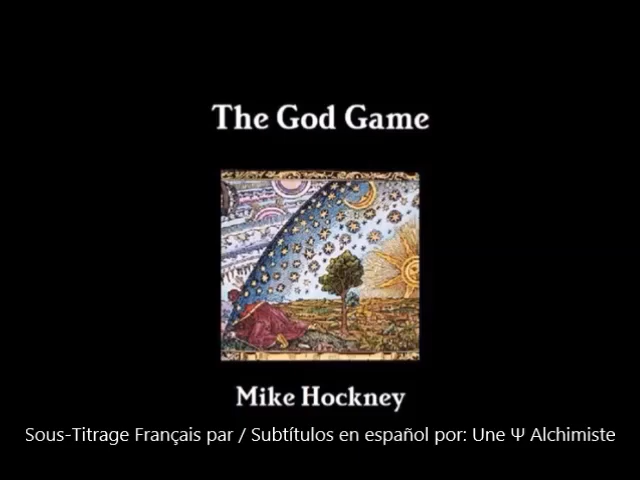 The God Game
Mike Hockney
Sous-Titrage Français par / Subtítulos en español por: Une Ψ Alchimiste